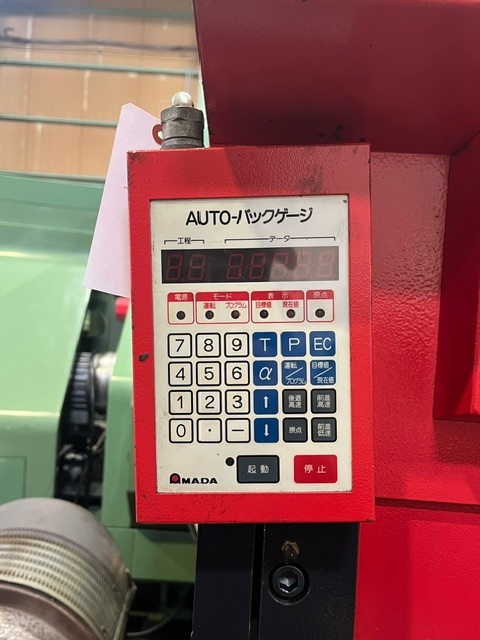 AUTO-バックゲージ
工程 データー
電源 モード 表示 原点
運転 プログラム 目標値 現在値
7 8 9 T P EC
4 5 6 α 運転/プログラム 目標値/現在値
1 2 3 ↑ 後退高速 前進高速
0 · - ↓ 原点 前進低速
起動 停止
AMADA